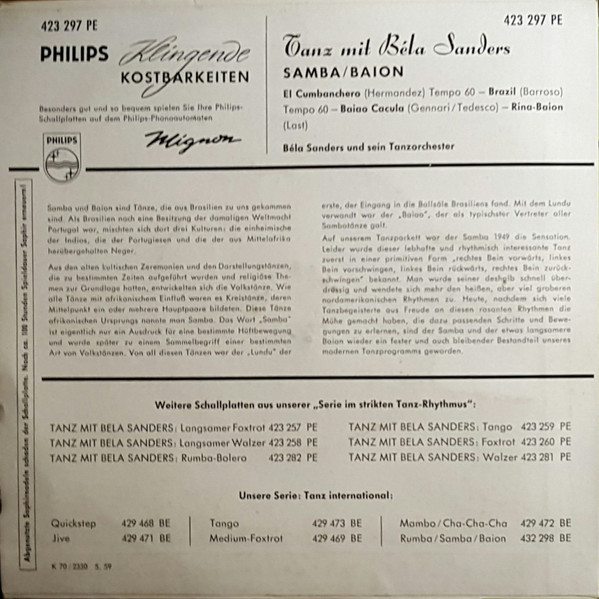 423 297 PE
PHILIPS Klingende
KOSTBARKEITEN
Besonders gut und so bequem spielen Sie Ihre Philips-
Schallplatten auf dem Philips-Phonoautomaten
Mignon
PHILIPS
423 297 PE
Tanz mit Béla Sanders
SAMBA/BAION
El Cumbanchero (Hernandez) Tempo 60 – Brazil (Barroso)
Tempo 60 – Baiao Cacula (Gennari/Tedesco) – Rina-Baion
(Last)
Béla Sanders und sein Tanzorchester
Abgenutzte Saphirnadeln schaden der Schallplatte. Nach ca. 100 Stunden Spieldauer Saphir erneuern!
Samba und Baion sind Tänze, die aus Brasilien zu uns gekommen
sind. Als Brasilien noch eine Besitzung der damaligen Weltmacht
Portugal war, mischten sich dort drei Kulturen: die einheimische
der Indios, die der Portugiesen und die der aus Mittelafrika
herübergeholten Neger.
Aus den alten kultischen Zeremonien und den Darstellungstänzen,
die zu bestimmten Zeiten aufgeführt wurden und religiöse The-
men zur Grundlage hatten, entwickelten sich die Volkstänze. Wie
alle Tänze mit afrikanischem Einfluß waren es Kreistänze, deren
Mittelpunkt ein oder mehrere Hauptpaare bildeten. Diese Tänze
afrikanischen Ursprungs nannte man Samba. Das Wort „Samba"
ist eigentlich nur ein Ausdruck für eine bestimmte Hüftbewegung
und wurde später zu einem Sammelbegriff einer bestimmten
Art von Volkstänzen. Von all diesen Tänzen war der „Lundu" der
erste, der Eingang in die Ballsäle Brasiliens fand. Mit dem Lundu
verwandt war der „Baiao", der als typischster Vertreter aller
Sambatänze galt.
Auf unserem Tanzparkett war der Samba 1949 die Sensation.
Leider wurde dieser lebhafte und rhythmisch interessante Tanz
zuerst in einer primitiven Form „rechtes Bein vorwärts, linkes
Bein vorschwingen, linkes Bein rückwärts, rechtes Bein zurück-
schwingen" bekannt. Man wurde seiner deshalb schnell über-
drüssig und wendete sich mehr den heißen, aber viel groberen
nordamerikanischen Rhythmen zu. Heute, nachdem sich viele
Tanzbegeisterte aus Freude an diesen rasanten Rhythmen die
Mühe gemacht haben, die dazu passenden Schritte und Bewe-
gungen zu erlernen, sind der Samba und der etwas langsamere
Baion wieder ein fester und auch bleibender Bestandteil unseres
modernen Tanzprogramms geworden.
Weitere Schallplatten aus unserer „Serie im strikten Tanz-Rhythmus":
TANZ MIT BELA SANDERS: Langsamer Foxtrot 423 257 PE
TANZ MIT BELA SANDERS: Langsamer Walzer 423 258 PE
TANZ MIT BELA SANDERS: Rumba-Bolero 423 282 PE
TANZ MIT BELA SANDERS: Tango 423 259 PE
TANZ MIT BELA SANDERS: Foxtrot 423 260 PE
TANZ MIT BELA SANDERS: Walzer 423 281 PE
Unsere Serie: Tanz international:
Quickstep 429 468 BE
Jive 429 471 BE
Tango 429 473 BE
Medium-Foxtrot 429 469 BE
Mambo/Cha-Cha-Cha 429 472 BE
Rumba/Samba/Baion 432 298 BE
K 70 : 2330 5. 59